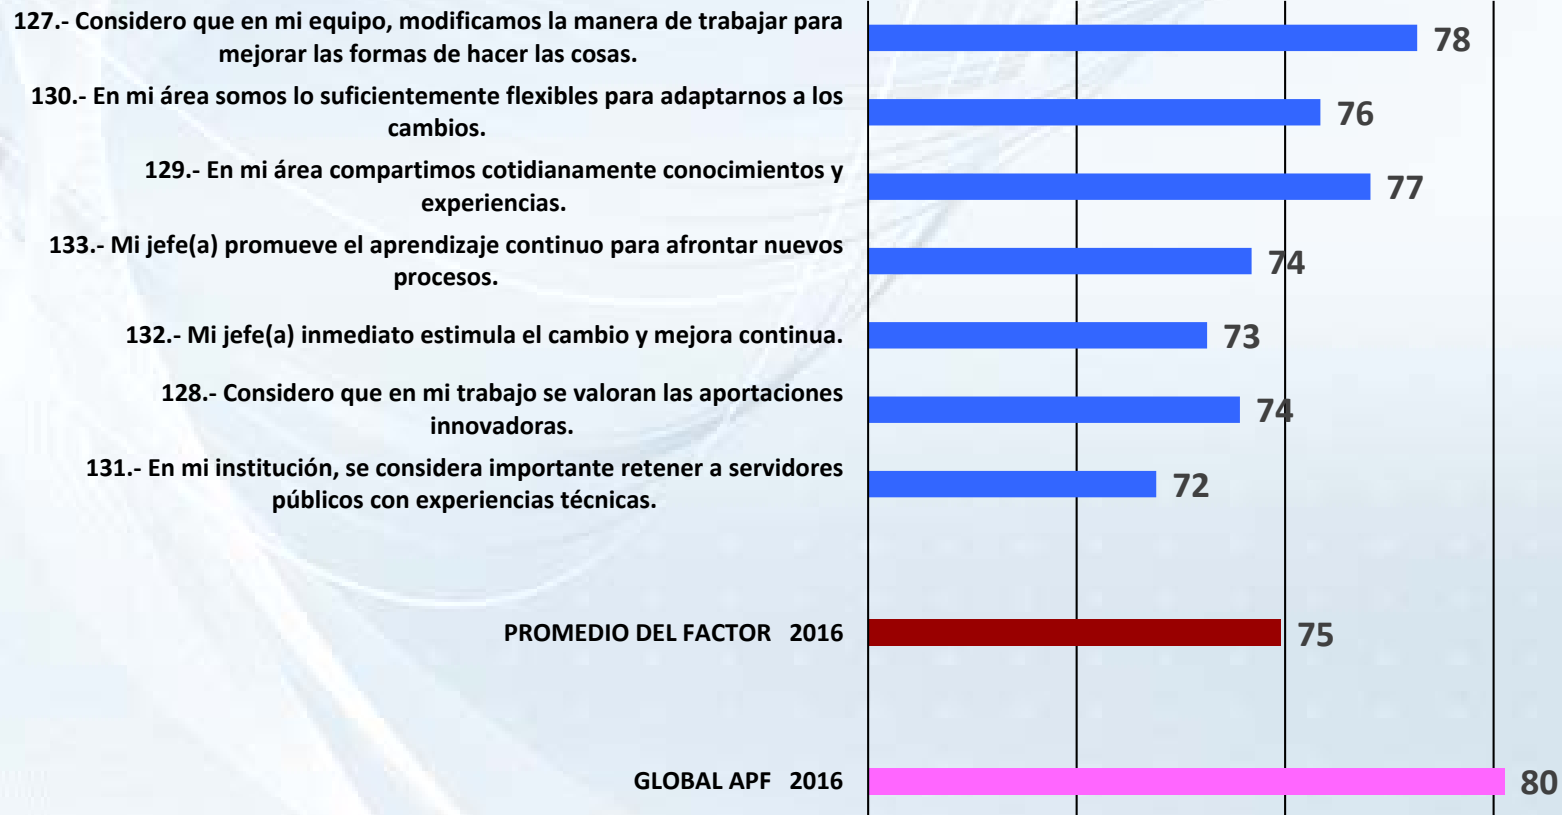 127.- Considero que en mi equipo, modificamos la manera de trabajar para
mejorar las formas de hacer las cosas.
78
130.- En mi área somos lo suficientemente flexibles para adaptarnos a los
cambios.
76
129.- En mi área compartimos cotidianamente conocimientos y
experiencias.
77
133.- Mi jefe(a) promueve el aprendizaje continuo para afrontar nuevos
procesos.
74
132.- Mi jefe(a) inmediato estimula el cambio y mejora continua.
73
128.- Considero que en mi trabajo se valoran las aportaciones
innovadoras.
74
131.- En mi institución, se considera importante retener a servidores
públicos con experiencias técnicas.
72
PROMEDIO DEL FACTOR 2016
75
GLOBAL APF 2016
80